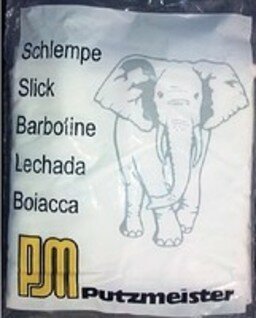 Schlempe
Slick
Barbotine
Lechada
Boiacca
PM Putzmeister